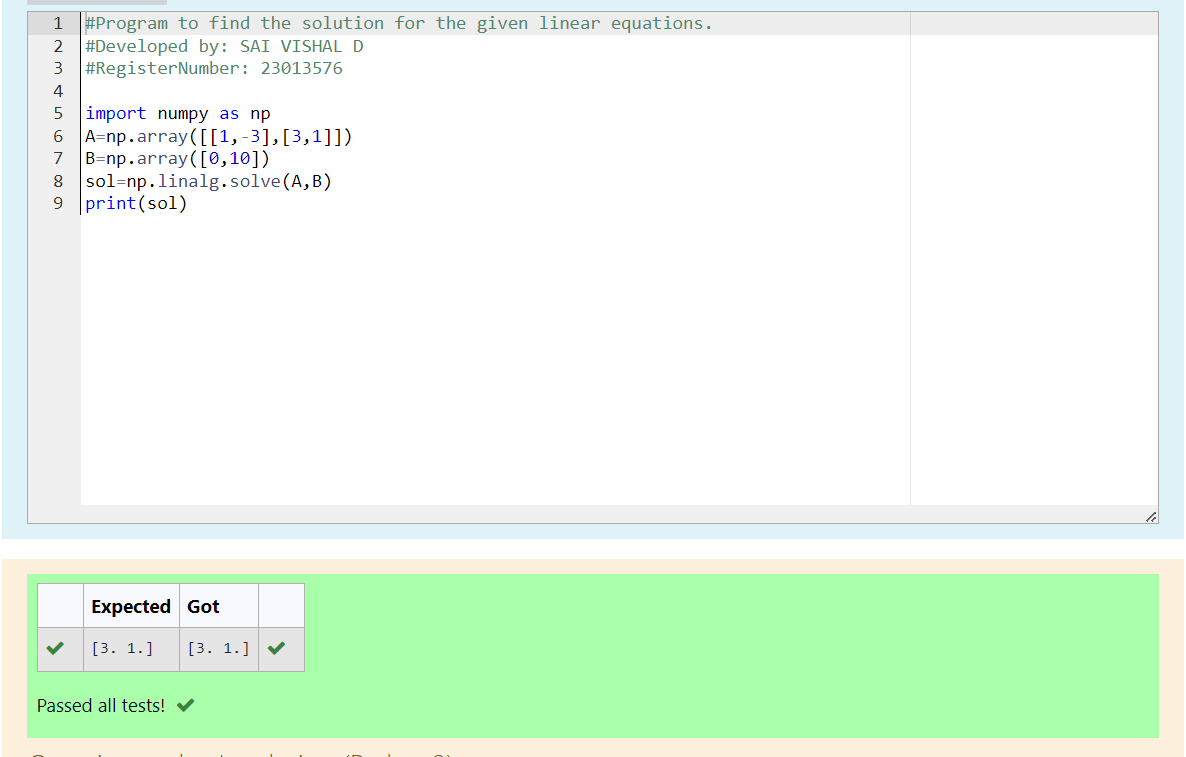 1 #Program to find the solution for the given linear equations.
2 #Developed by: SAI VISHAL D
3 #RegisterNumber: 23013576
4
5 import numpy as np
6 A=np.array([[1,-3],[3,1]])
7 B=np.array([0,10])
8 sol=np.linalg.solve(A,B)
9 print(sol)
Expected Got
[3. 1.] [3. 1.]
Passed all tests!